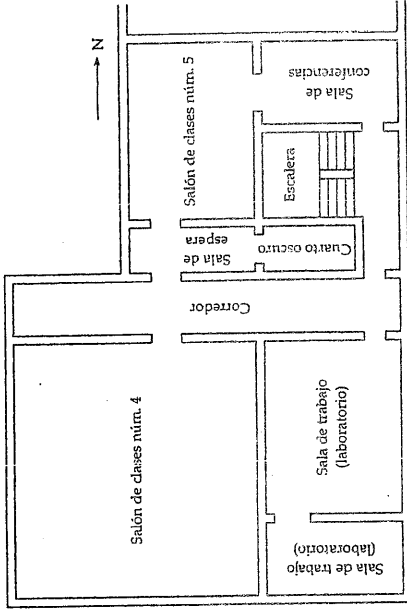 N
Salón de clases núm. 5
Sala de
conferencias
Escalera
Sala de
espera
Cuarto oscuro
Corredor
Salón de clases núm. 4
Sala de trabajo
(laboratorio)
Sala de trabajo
(laboratorio)